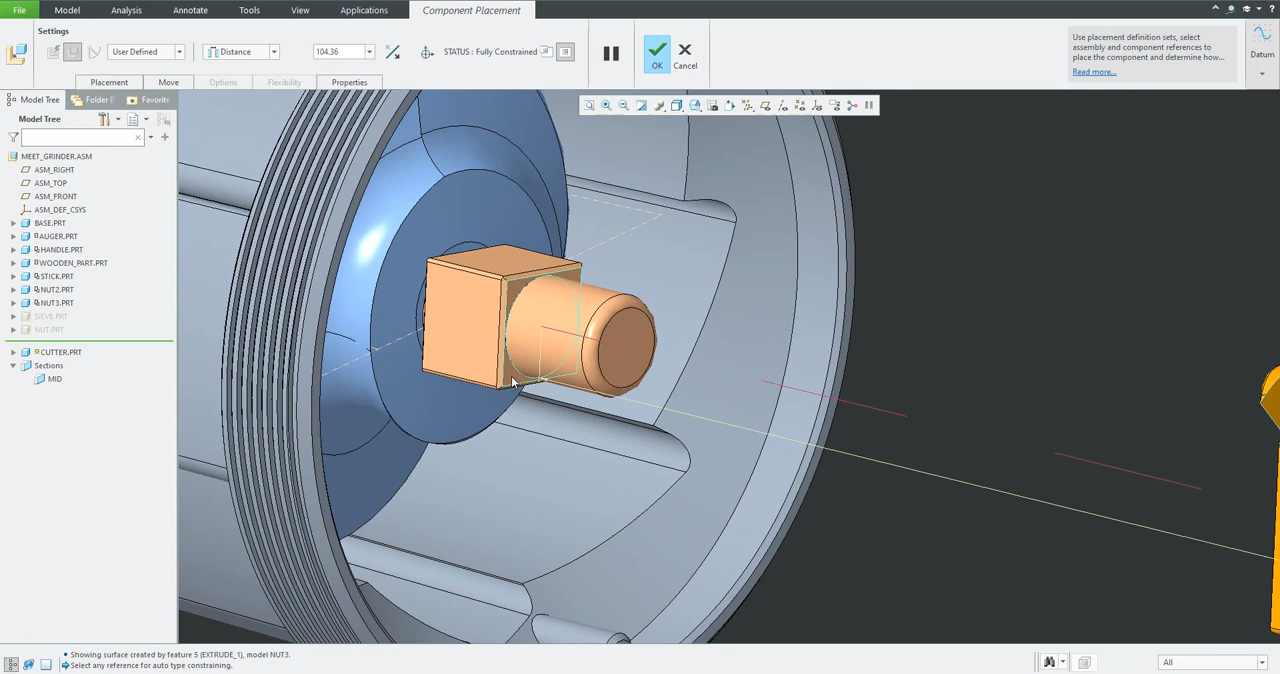 File Model Analysis Annotate Tools View Applications Component Placement
Settings
User Defined Distance 104.36 STATUS : Fully Constrained OK Cancel
Placement Move Options Flexibility Properties
Use placement definition sets, select
assembly and component references to
place the component and determine how...
Read more...
Datum
Model Tree Folder B Favorite
Model Tree
MEET_GRINDER.ASM
ASM_RIGHT
ASM_TOP
ASM_FRONT
ASM_DEF_CSYS
BASE.PRT
AUGER.PRT
HANDLE.PRT
WOODEN_PART.PRT
STICK.PRT
NUT2.PRT
NUT3.PRT
SIEVE.PRT
NUT.PRT
CUTTER.PRT
Sections
MID
Showing surface created by feature 5 (EXTRUDE_1), model NUT3.
Select any reference for auto type constraining.
All